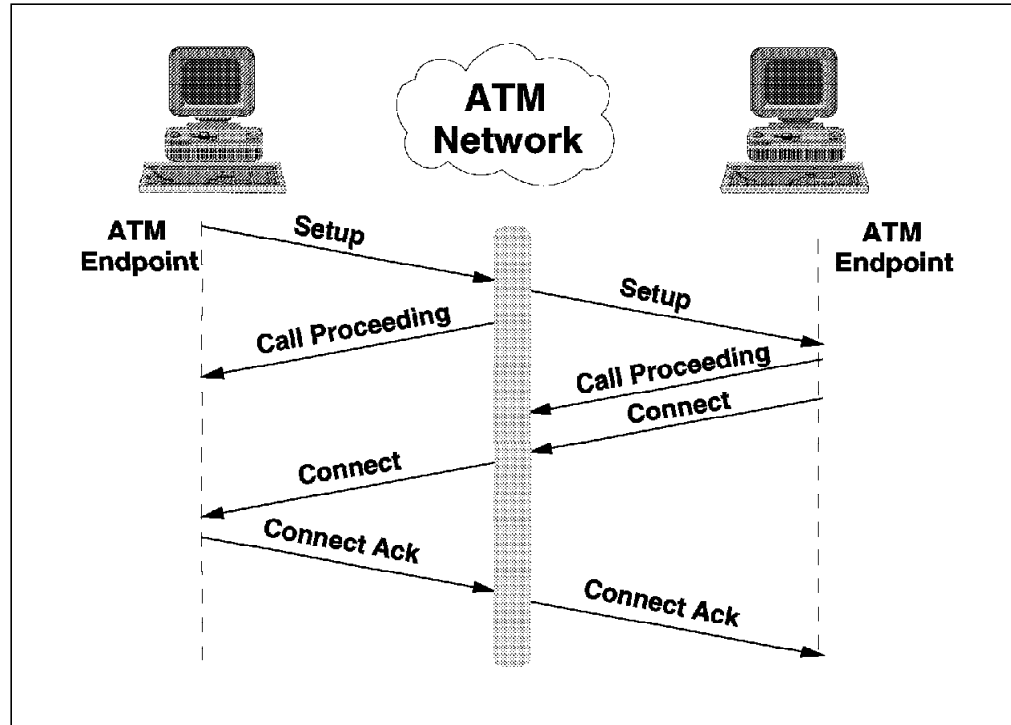 ATM
Network
ATM
Endpoint
Setup
ATM
Endpoint
Setup
Call Proceeding
Call Proceeding
Connect
Connect
Connect Ack
Connect Ack